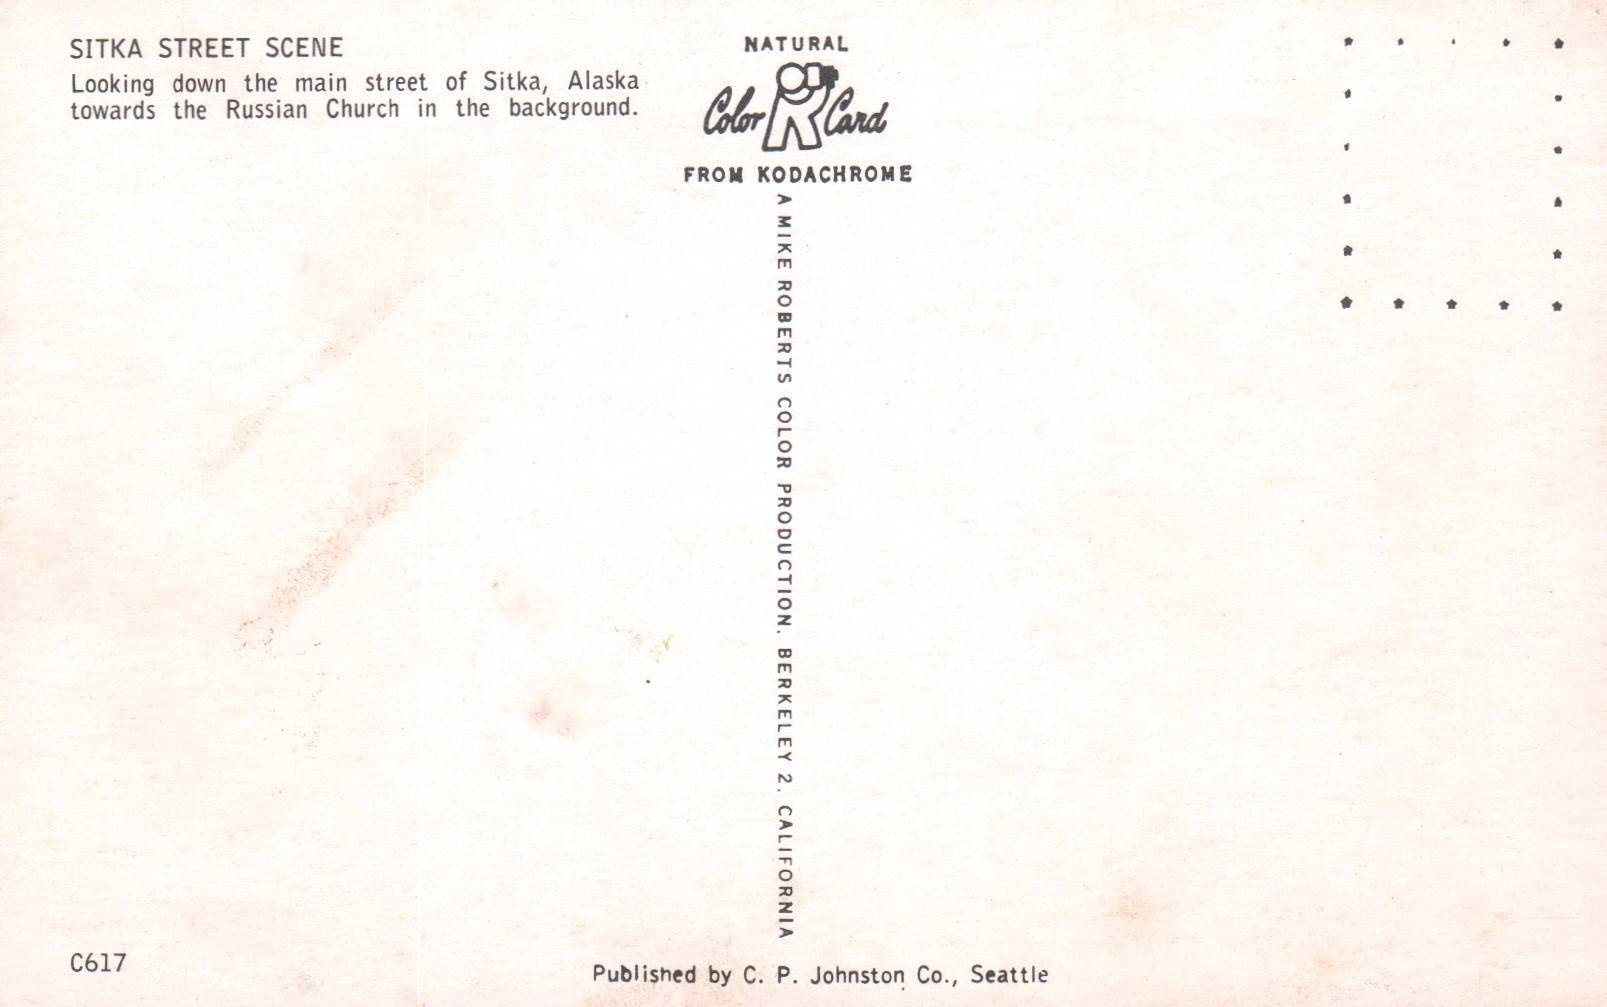 SITKA STREET SCENE
Looking down the main street of Sitka, Alaska
towards the Russian Church in the background.
NATURAL
Color Card
FROM KODACHROME
A MIKE ROBERTS COLOR PRODUCTION. BERKELEY 2. CALIFORNIA
C617
Published by C. P. Johnston Co., Seattle